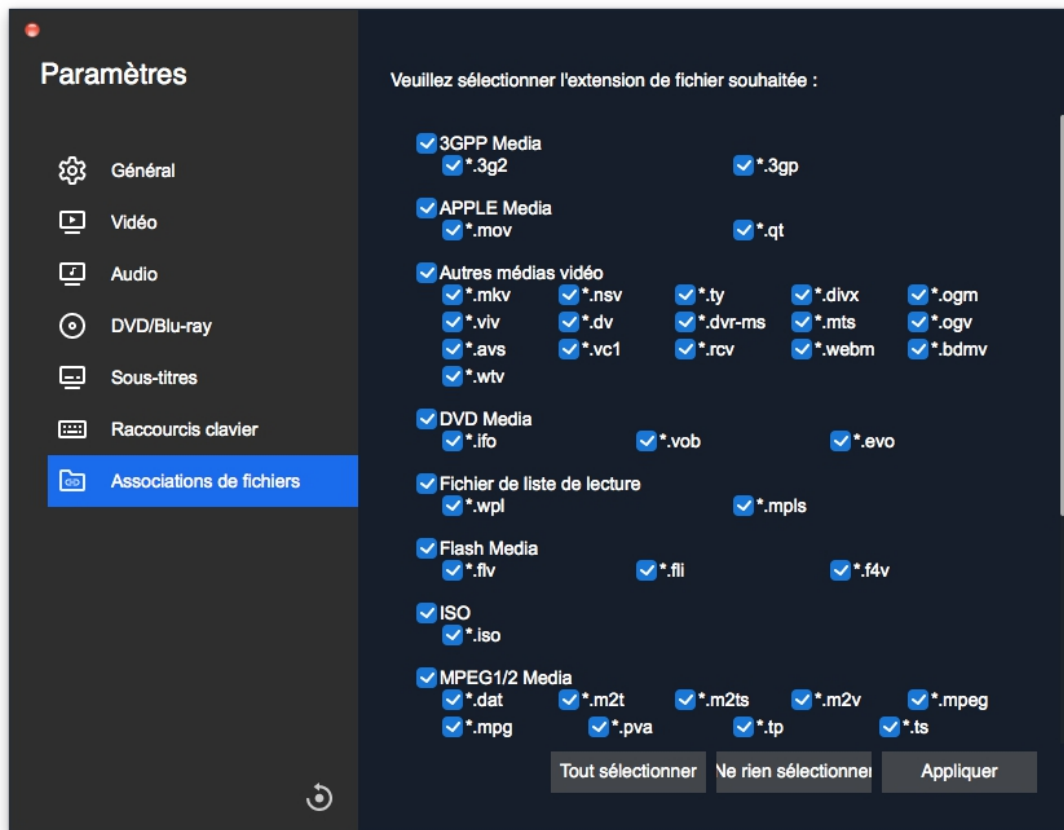 Paramètres
Général
Vidéo
Audio
DVD/Blu-ray
Sous-titres
Raccourcis clavier
Associations de fichiers
Veuillez sélectionner l'extension de fichier souhaitée :
3GPP Media
*.3g2 *.3gp
APPLE Media
*.mov *.qt
Autres médias vidéo
*.mkv *.nsv *.ty *.divx *.ogm
*.viv *.dv *.dvr-ms *.mts *.ogv
*.avs *.vc1 *.rcv *.webm *.bdmv
*.wtv
DVD Media
*.ifo *.vob *.evo
Fichier de liste de lecture
*.wpl *.mpls
Flash Media
*.flv *.fli *.f4v
ISO
*.iso
MPEG1/2 Media
*.dat *.m2t *.m2ts *.m2v *.mpeg
*.mpg *.pva *.tp *.ts
Tout sélectionner Ne rien sélectionner Appliquer